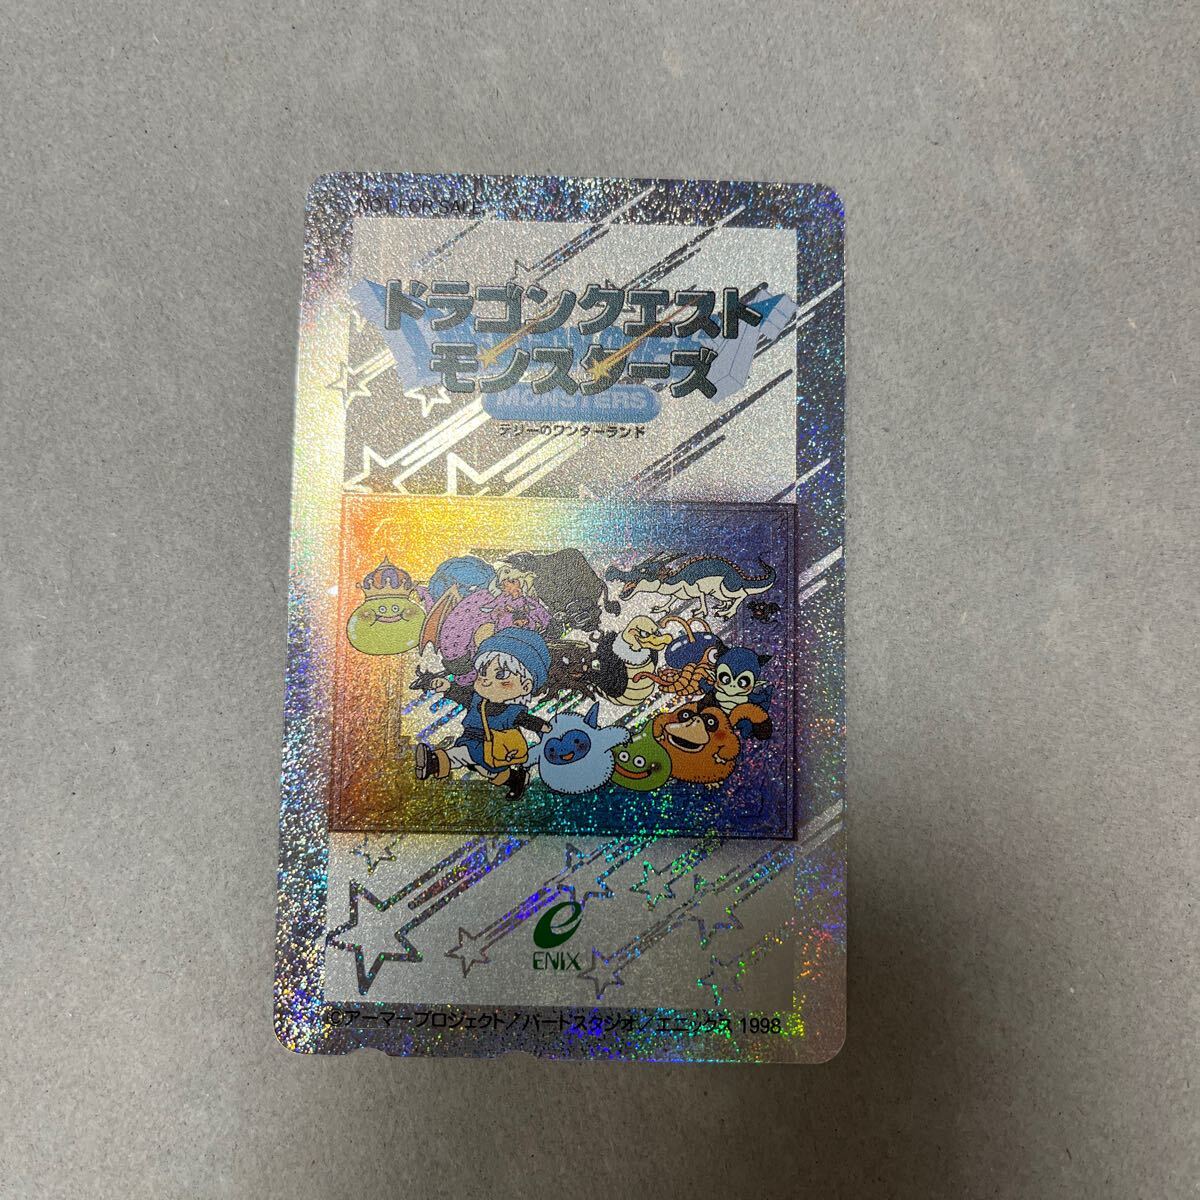 NOT FOR SALE
ドラゴンクエスト
モンスターズ
MONSTERS
テリーのワンダーランド
e
ENIX
©アーマープロジェクト/バードスタジオ/エニックス 1998